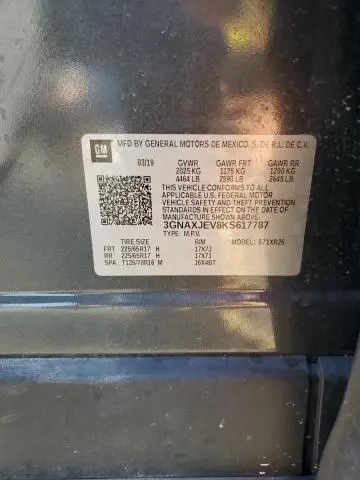 GM
MFD BY GENERAL MOTORS DE MEXICO. S. DE R.L. DE C.V.
03/19 GVWR GAWR FRT GAWR RR
2025 KG 1175 KG 1200 KG
4464 LB 2590 LB 2645 LB
THIS VEHICLE CONFORMS TO ALL
APPLICABLE U.S. FEDERAL MOTOR
VEHICLE SAFETY AND THEFT PREVENTION
STANDARDS IN EFFECT ON THE DATE OF
MANUFACTURE SHOWN ABOVE.
3GNAXJEV8KS617787
TYPE: M.P.V. MODEL: 871XR26
TIRE SIZE RIM
FRT 225/65R17 H 17X7J
RR 225/65R17 H 17X7J
SPA T135/70R16 M 16X4BT